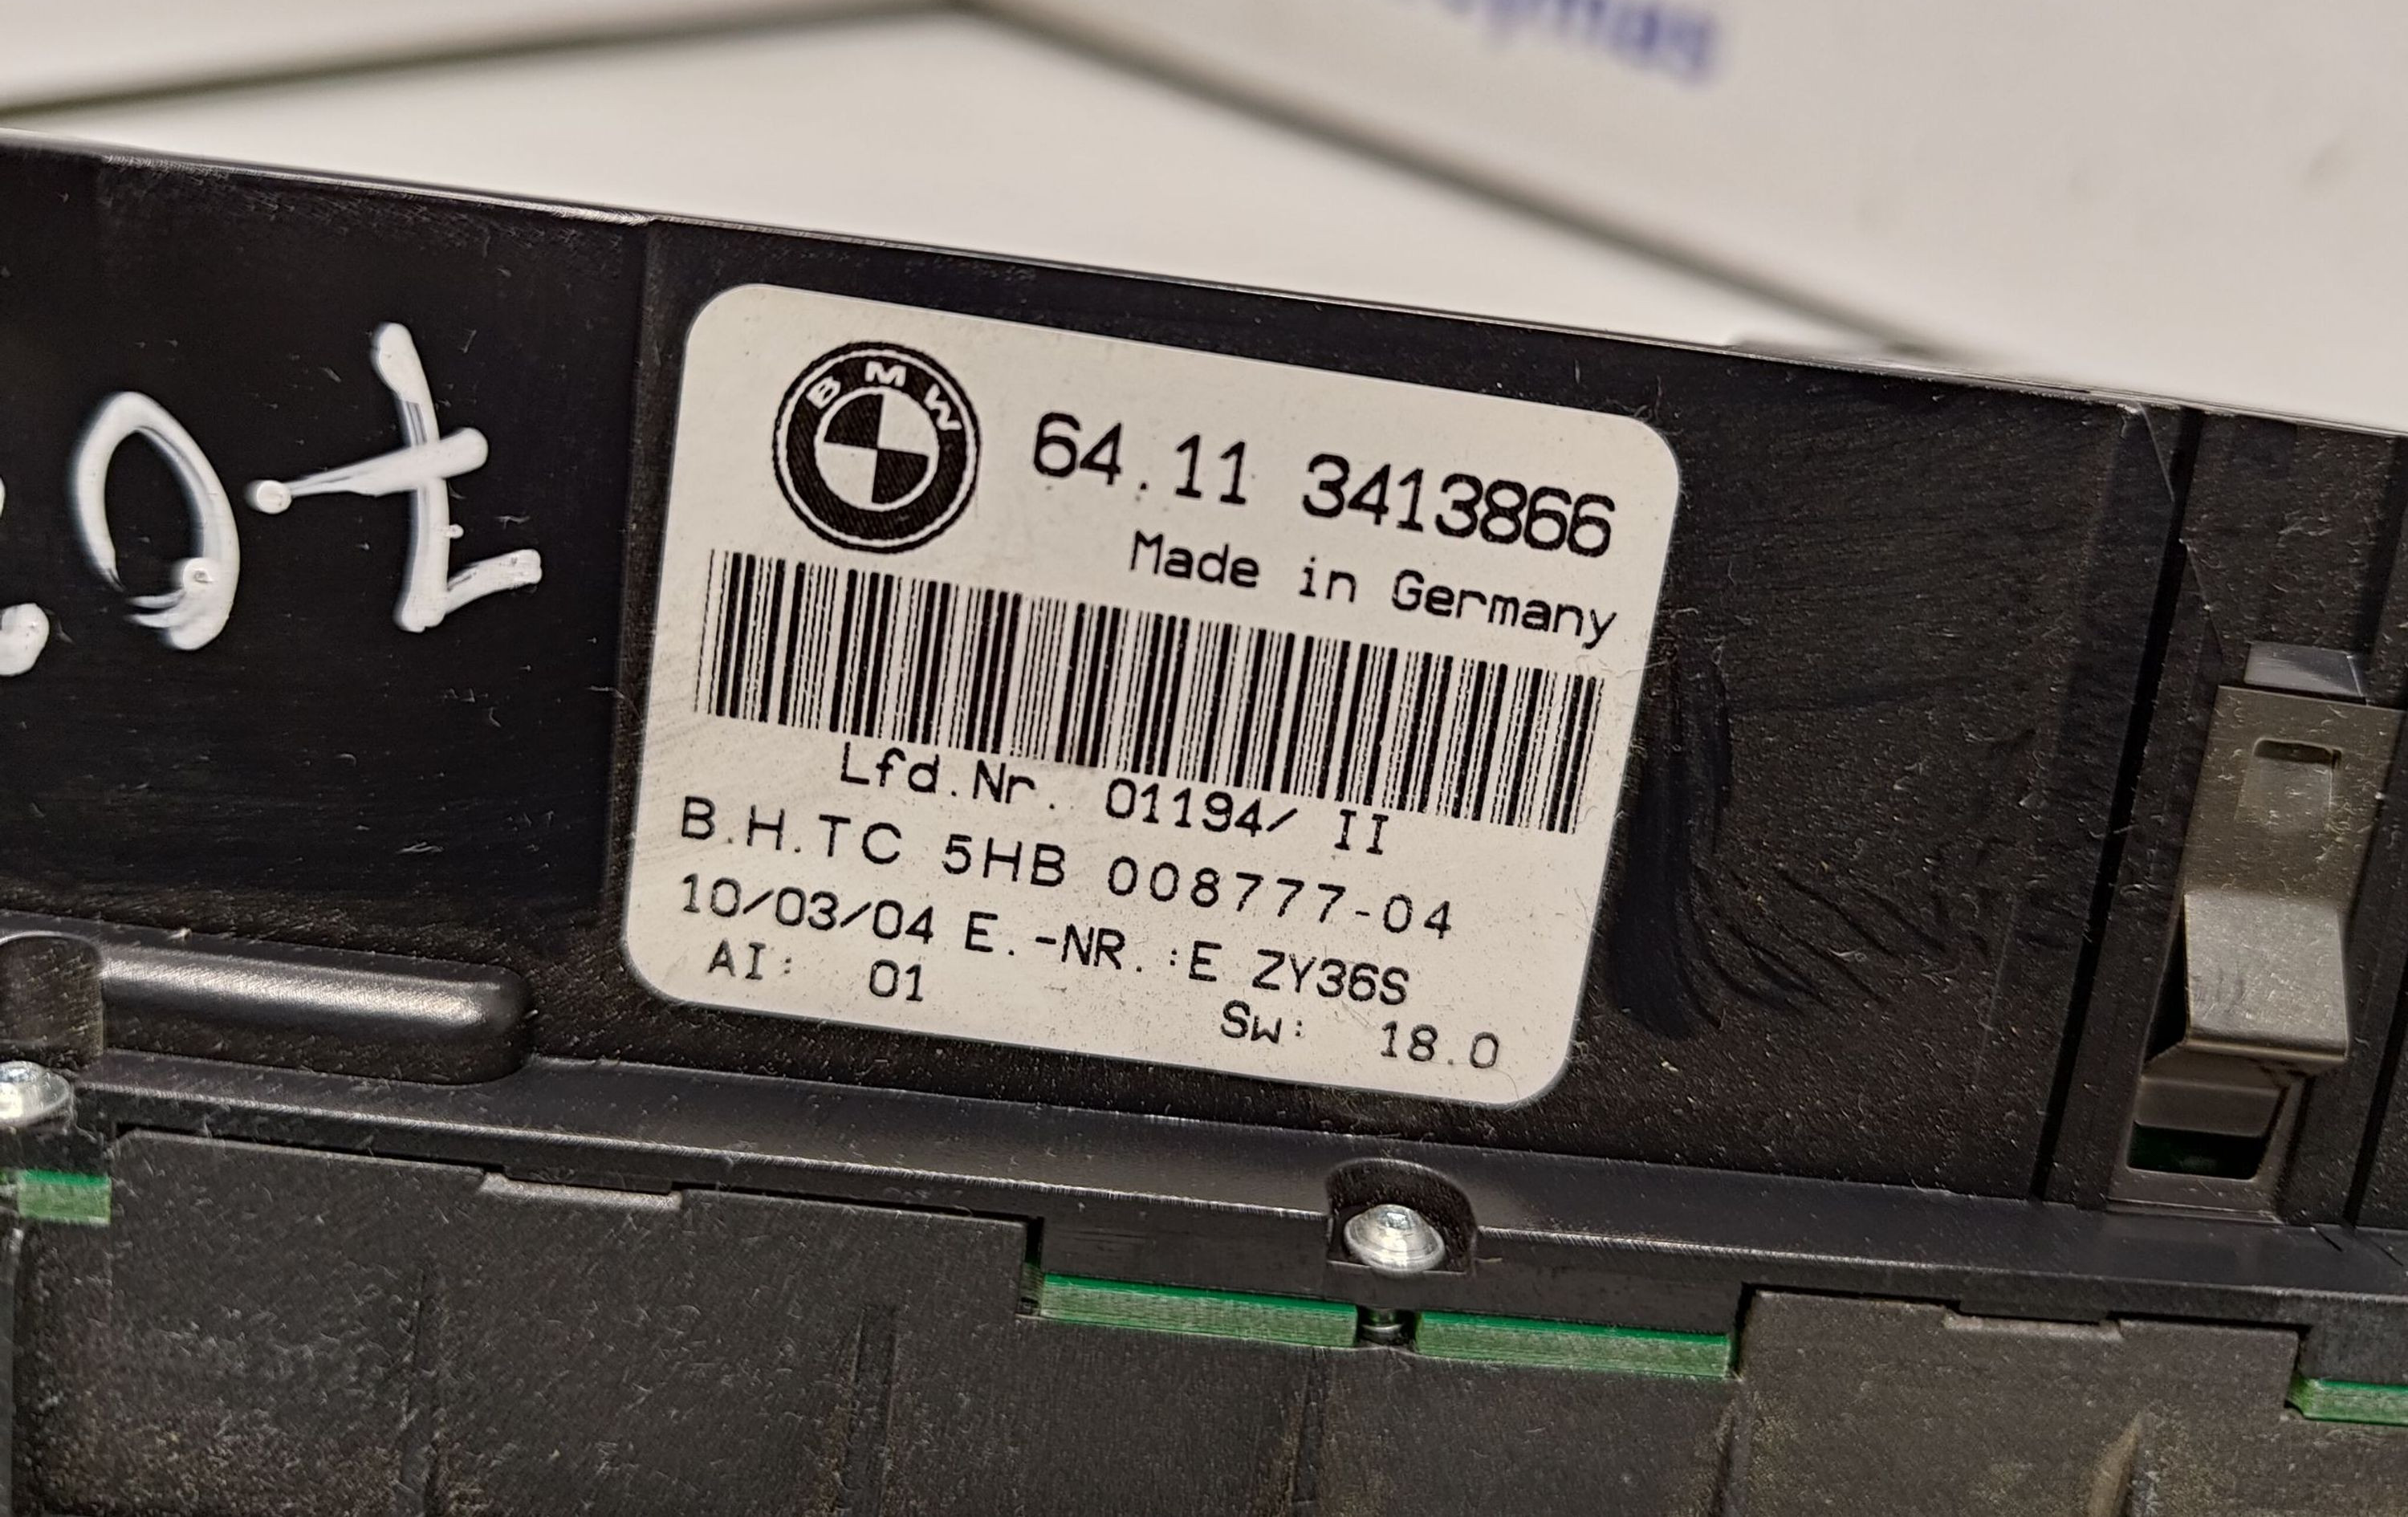 BMW
64.11 3413866
Made in Germany
Lfd.Nr. 01194/ II
B.H.TC 5HB 008777-04
10/03/04 E.-NR.:E ZY36S
AI: 01
Sw: 18.0